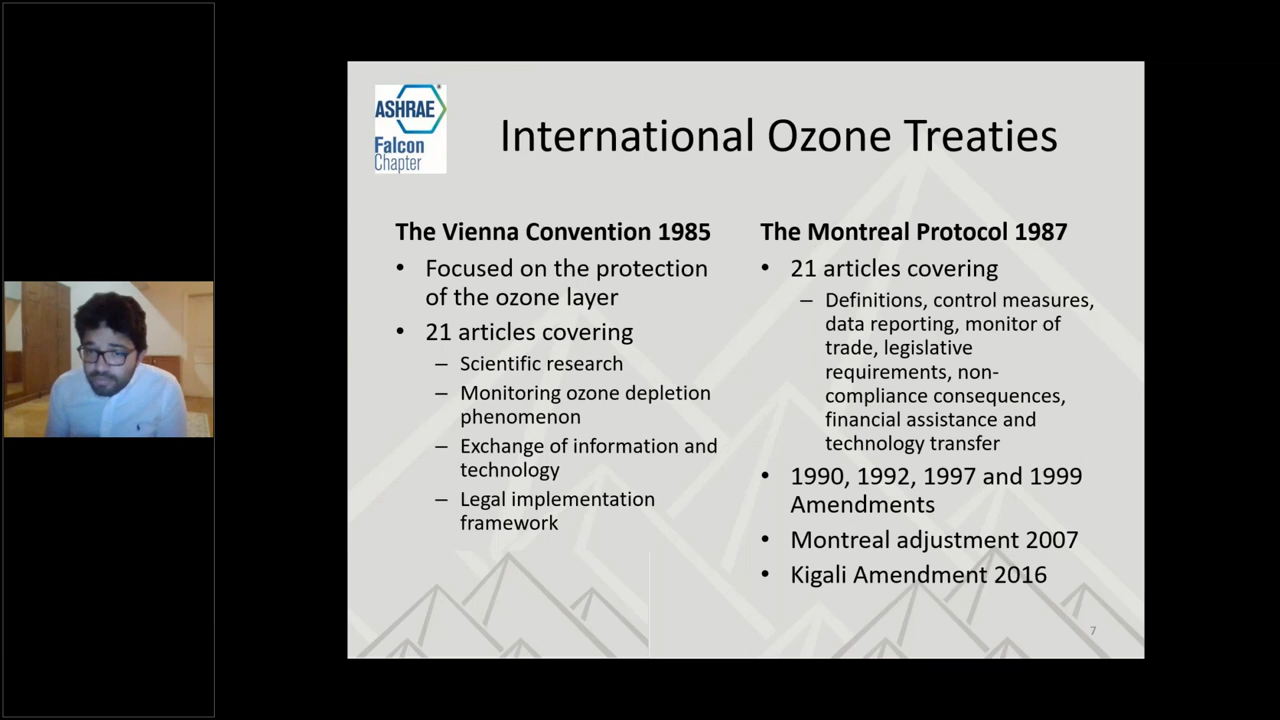 ASHRAE
Falcon
Chapter
International Ozone Treaties
The Vienna Convention 1985
• Focused on the protection
of the ozone layer
• 21 articles covering
– Scientific research
– Monitoring ozone depletion
phenomenon
– Exchange of information and
technology
– Legal implementation
framework
The Montreal Protocol 1987
• 21 articles covering
– Definitions, control measures,
data reporting, monitor of
trade, legislative
requirements, non-
compliance consequences,
financial assistance and
technology transfer
• 1990, 1992, 1997 and 1999
Amendments
• Montreal adjustment 2007
• Kigali Amendment 2016
7